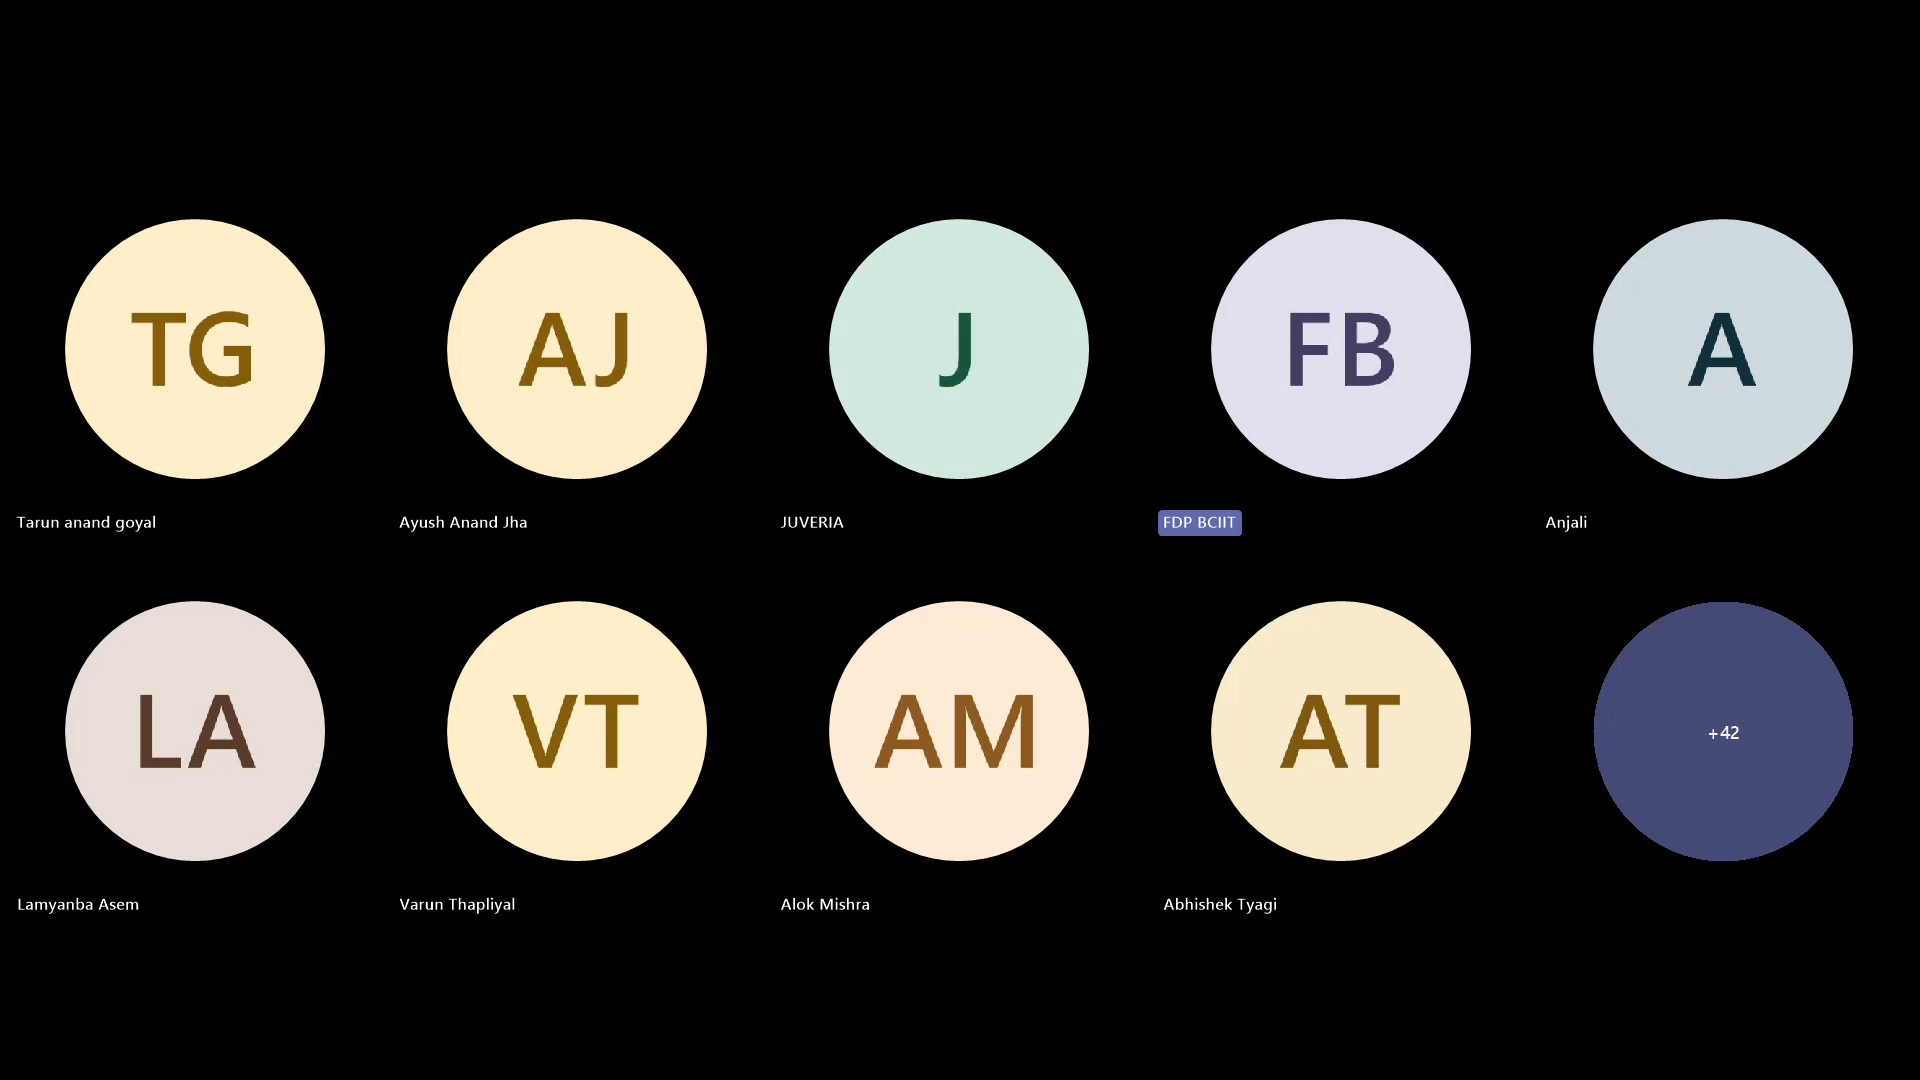 TG
AJ
J
FB
A
Tarun anand goyal
Ayush Anand Jha
JUVERIA
FDP BCIIT
Anjali
LA
VT
AM
AT
+42
Lamyanba Asem
Varun Thapliyal
Alok Mishra
Abhishek Tyagi